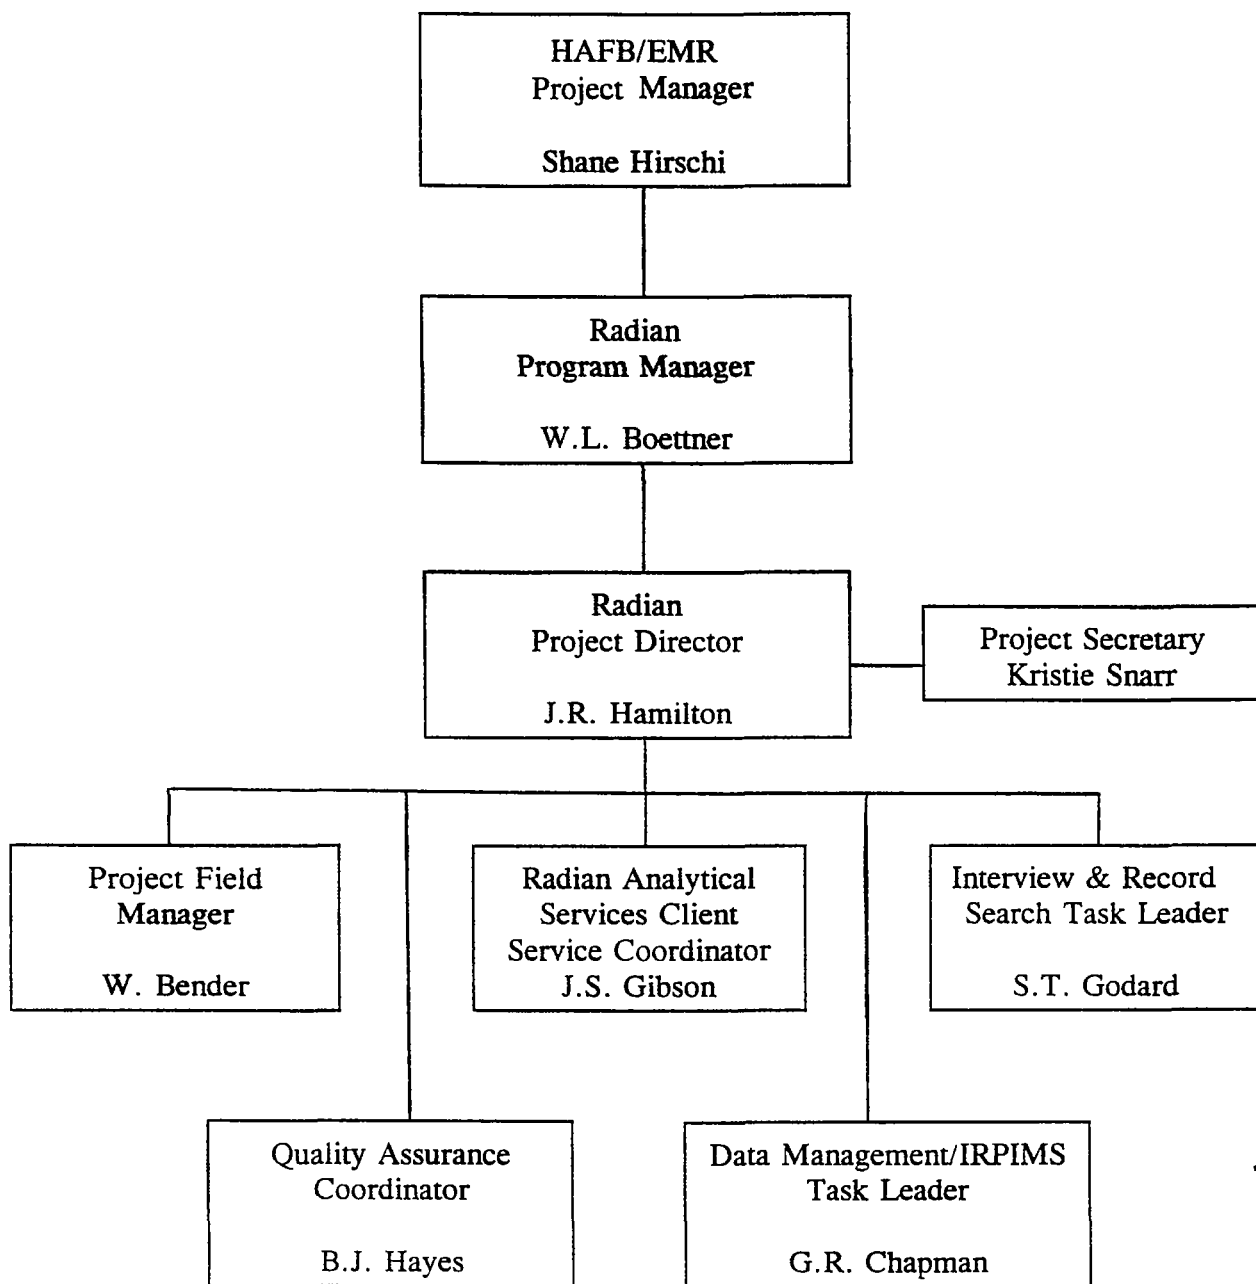 HAFB/EMR
Project Manager
Shane Hirschi
Radian
Program Manager
W.L. Boettner
Radian
Project Director
J.R. Hamilton
Project Secretary
Kristie Snarr
Project Field
Manager
W. Bender
Radian Analytical
Services Client
Service Coordinator
J.S. Gibson
Interview & Record
Search Task Leader
S.T. Godard
Quality Assurance
Coordinator
B.J. Hayes
Data Management/IRPIMS
Task Leader
G.R. Chapman